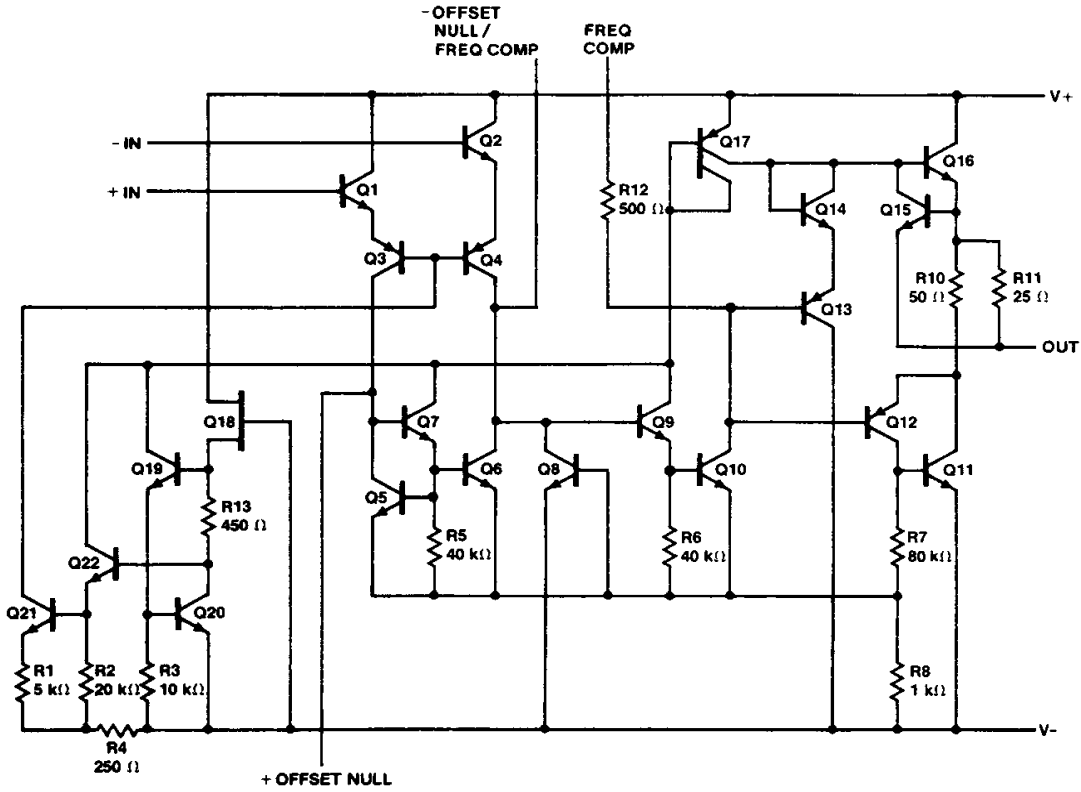 - OFFSET
NULL /
FREQ COMP
FREQ
COMP
V+
- IN
Q2
Q17
Q16
+ IN
Q1
R12
500 Ω
Q14
Q15
Q3
Q4
R10
50 Ω
R11
25 Ω
Q13
OUT
Q18
Q7
Q9
Q12
Q19
Q8
Q5
Q6
Q10
Q11
R13
450 Ω
R5
40 kΩ
R6
40 kΩ
R7
80 kΩ
Q22
Q21
Q20
R1
5 kΩ
R2
20 kΩ
R3
10 kΩ
R8
1 kΩ
V-
R4
250 Ω
+ OFFSET NULL